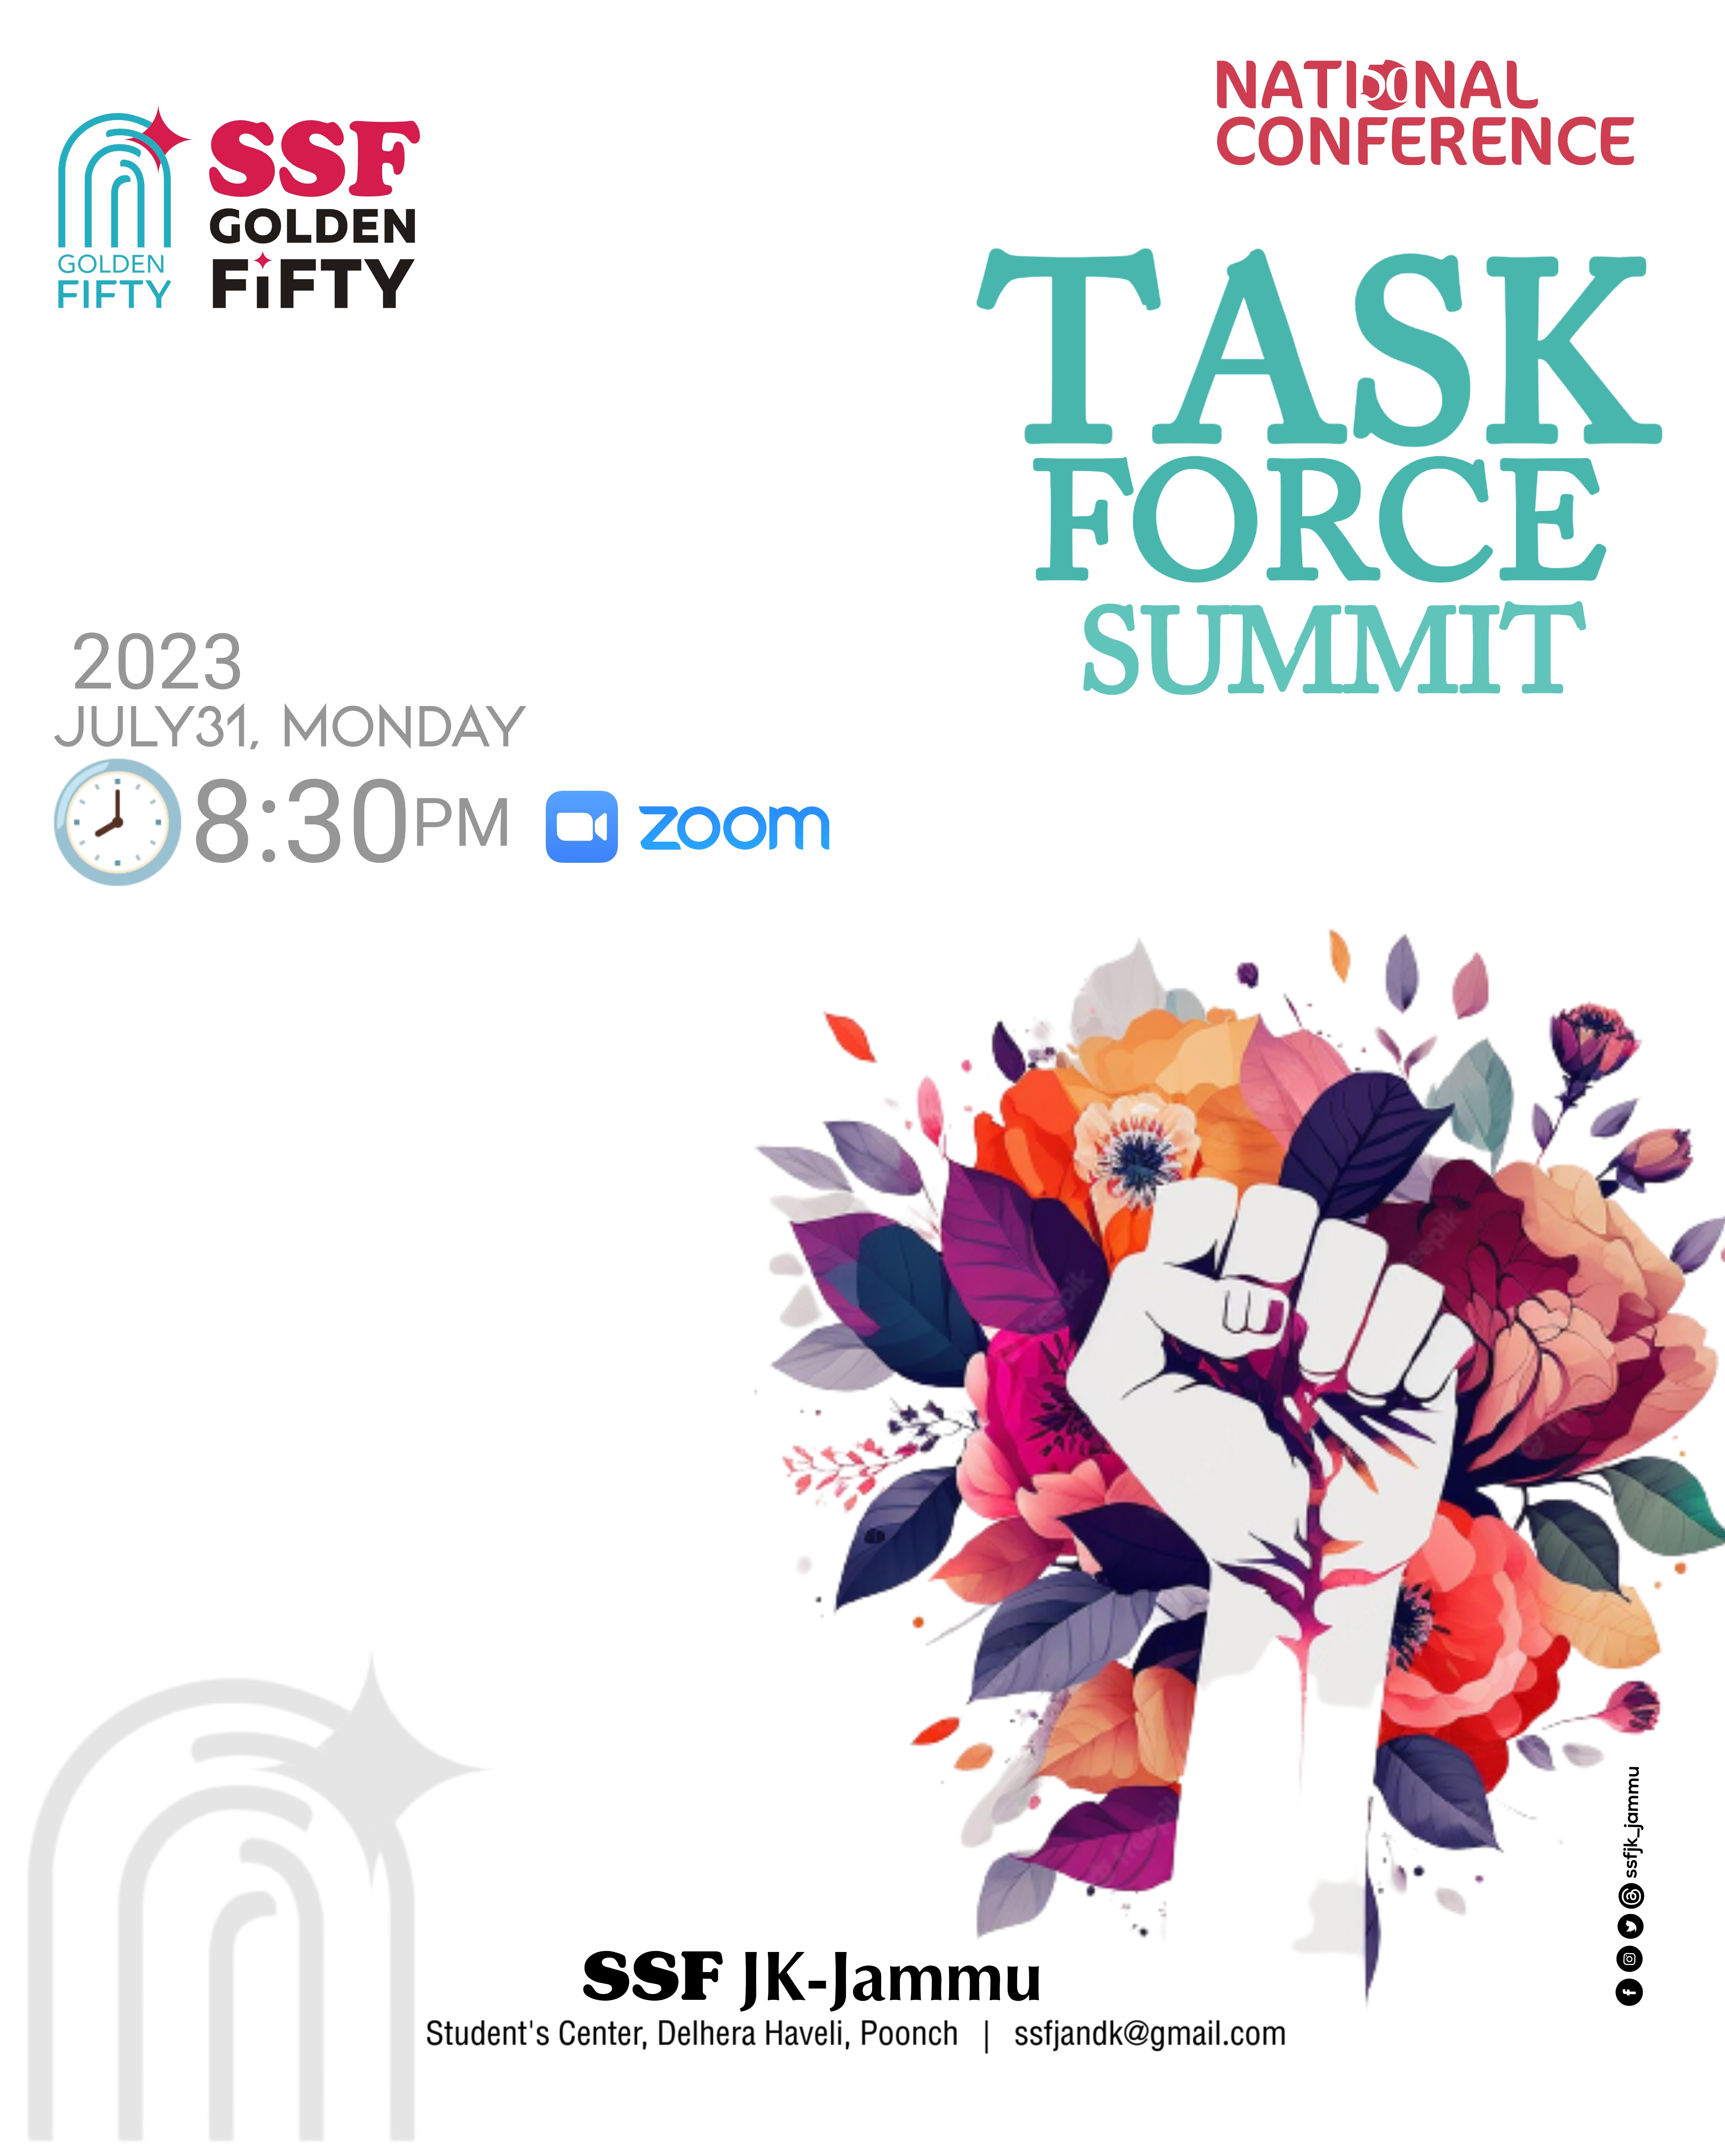 GOLDEN
FIFTY
SSF
GOLDEN
FiFTY
NATI50NAL
CONFERENCE
TASK
FORCE
SUMMIT
2023
JULY31, MONDAY
8:30PM
zoom
ssfjk_jammu
SSF JK-Jammu
Student's Center, Delhera Haveli, Poonch | ssfjandk@gmail.com